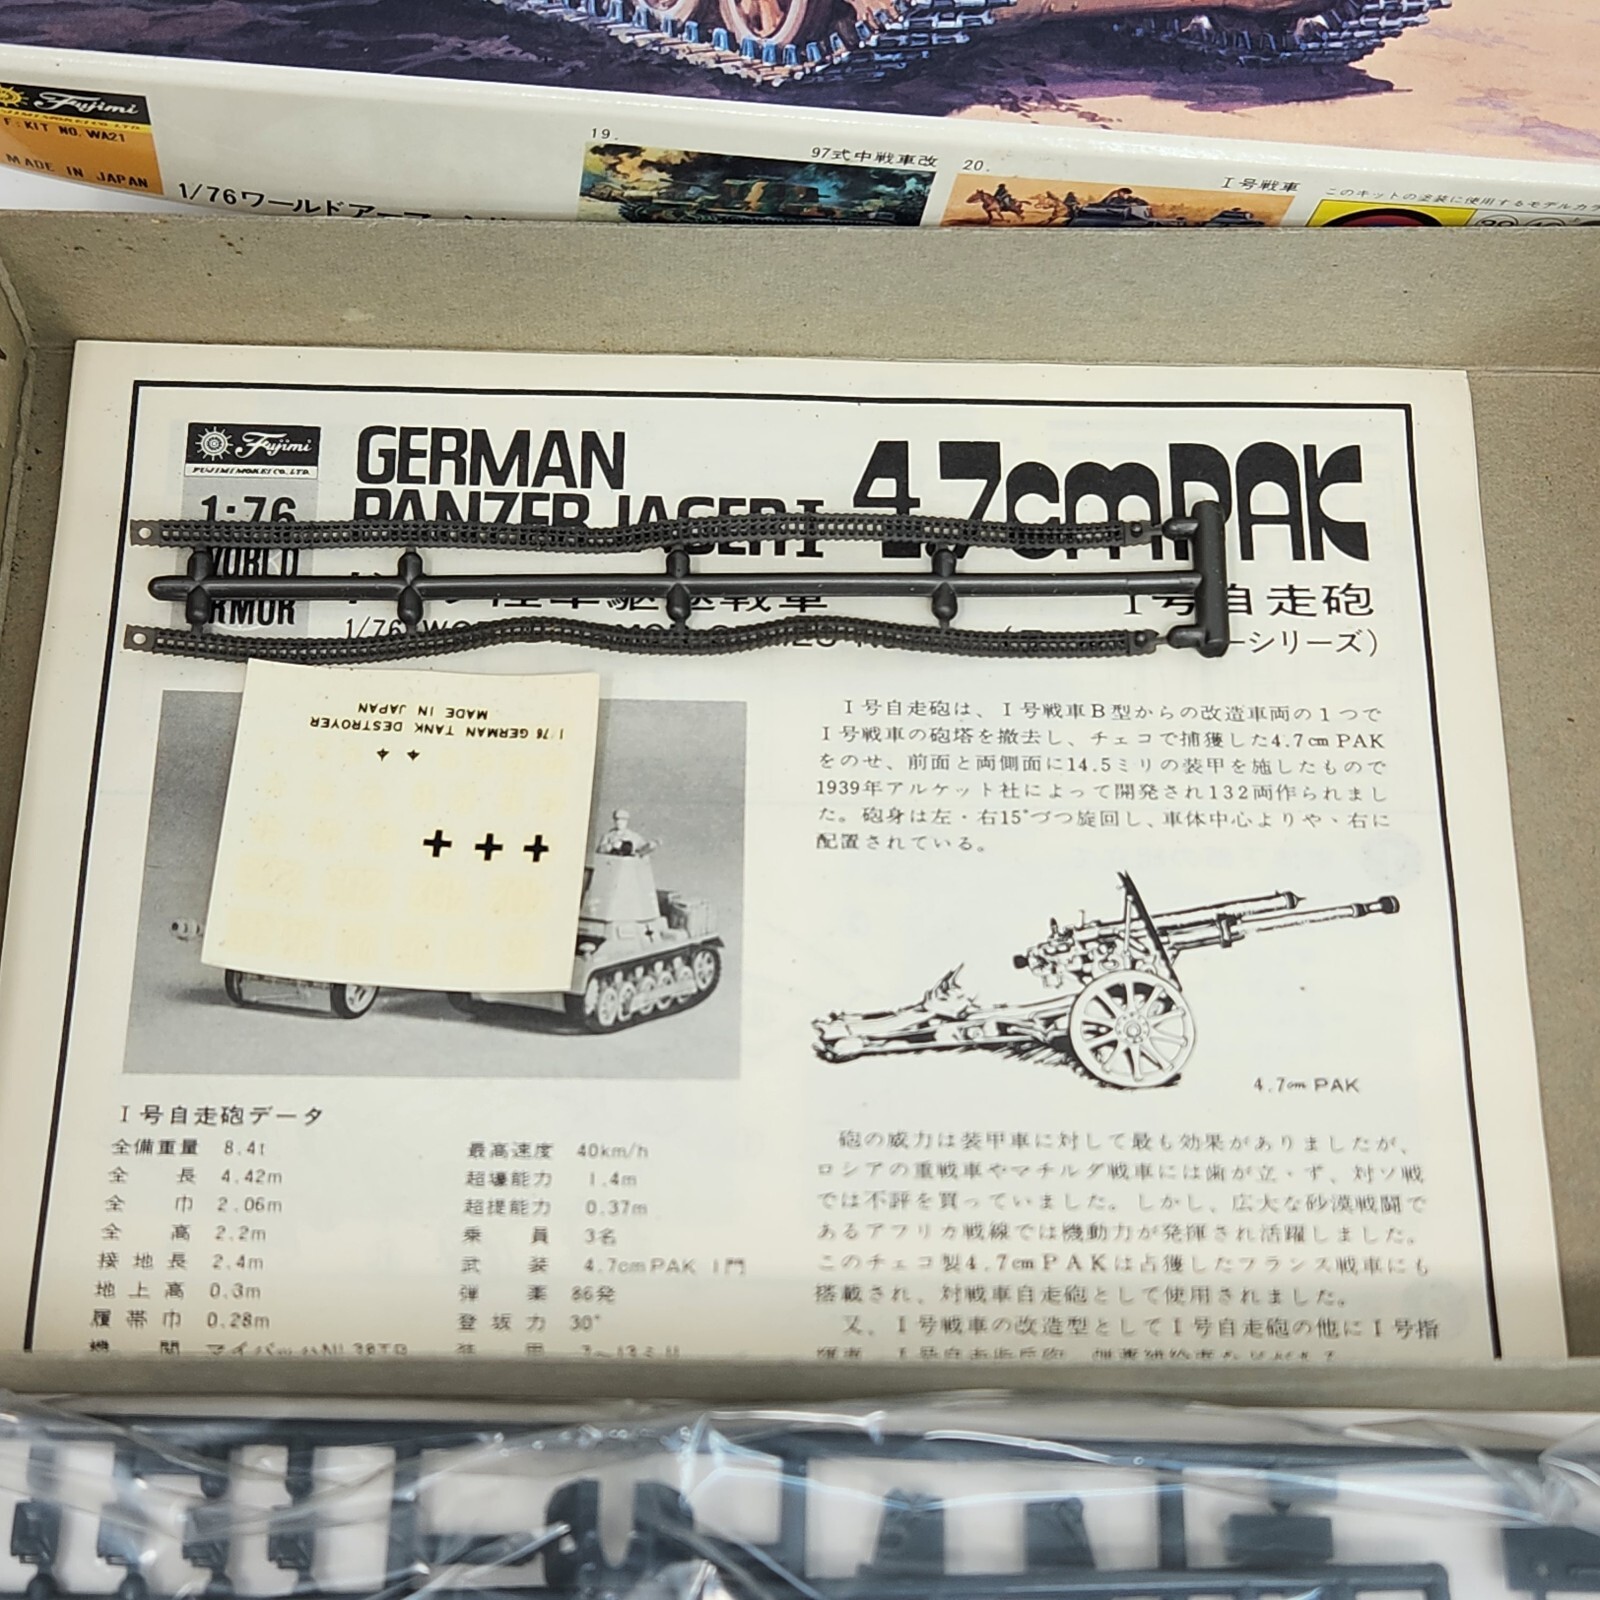 Fujimi
F:KIT NO. WA21
MADE IN JAPAN
1/76ワールドアーマー
19.
97式中戦車改
20.
I号戦車
このキットの塗装に使用するモデルカラ
Fujimi
FUJIMI MOKEI CO., LTD.
1:76
WORLD
ARMOR
GERMAN
PANZER JAGER I
4.7cm PAK
I号自走砲
ーシリーズ)
1/76
MADE IN JAPAN
1/76 GERMAN TANK DESTROYER
I号自走砲は、I号戦車B型からの改造車両の1つで
I号戦車の砲塔を撤去し、チェコで捕獲した4.7cm PAK
をのせ、前面と両側面に14.5ミリの装甲を施したもので
1939年アルケット社によって開発され132両作られまし
た。砲身は左・右15°づつ旋回し、車体中心よりや、右に
配置されている。
4.7cm PAK
I号自走砲データ
全備重量 8.4t
全長 4.42m
全巾 2.06m
全高 2.2m
接地長 2.4m
地上高 0.3m
履帯巾 0.28m
機関 マイバッハNL38TR
最高速度 40km/h
超壕能力 1.4m
超堤能力 0.37m
乗員 3名
武装 4.7cm PAK 1門
弾薬 86発
登坂力 30°
砲の威力は装甲車に対して最も効果がありましたが、
ロシアの重戦車やマチルダ戦車には歯が立・ず、対ソ戦
では不評を買っていました。しかし、広大な砂漠戦闘で
あるアフリカ戦線では機動力が発揮され活躍しました。
このチェコ製4.7cm PAKは占獲したフランス戦車にも
搭載され、対戦車自走砲として使用されました。
又、I号戦車の改造型としてI号自走砲の他にI号指